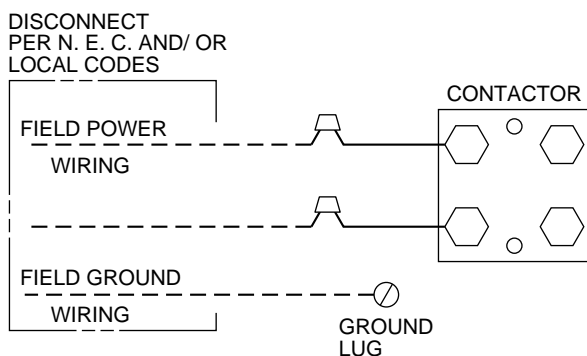 DISCONNECT
PER N. E. C. AND/ OR
LOCAL CODES
CONTACTOR
FIELD POWER
WIRING
FIELD GROUND
WIRING
GROUND
LUG